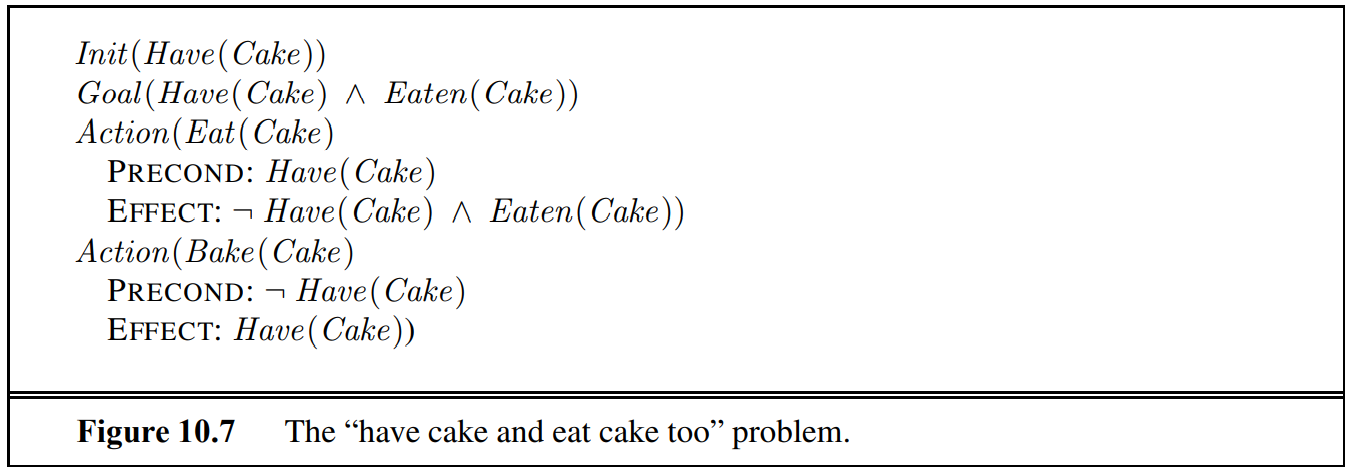 Init(Have(Cake))
Goal(Have(Cake) ∧ Eaten(Cake))
Action(Eat(Cake)
PRECOND: Have(Cake)
EFFECT: ¬ Have(Cake) ∧ Eaten(Cake))
Action(Bake(Cake)
PRECOND: ¬ Have(Cake)
EFFECT: Have(Cake))
Figure 10.7 The “have cake and eat cake too” problem.